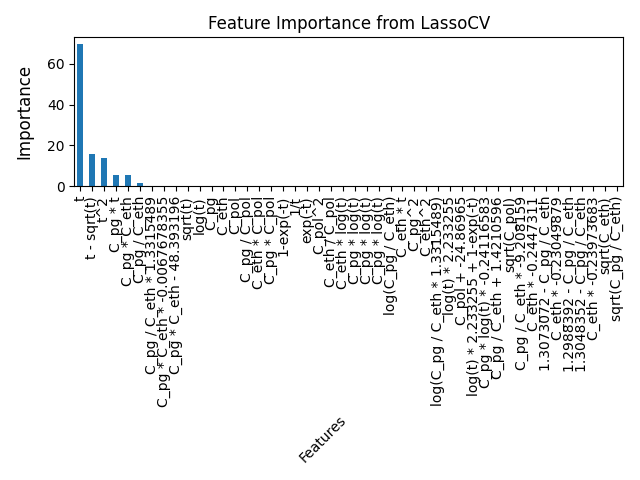 Feature Importance from LassoCV
Importance
60
40
20
0
t
t - sqrt(t)
t^2
C_pg * t
C_pg * C_eth
C_pg / C_eth
C_pg / C_eth * 1.3315489
C_pg * C_eth * -0.0067678355
C_pg * C_eth - 48.393196
sqrt(t)
log(t)
C_pg
C_eth
C_pol
C_pg / C_pol
C_eth * C_pol
C_pg * C_pol
1-exp(-t)
1/t
exp(-t)
C_pol^2
C_eth / C_pol
C_eth * log(t)
C_pg * log(t)
C_pg * log(t)
C_pg * log(t)
log(C_pg / C_eth)
C_eth * t
C_pg^2
C_eth^2
log(C_pg / C_eth * 1.3315489)
log(t) * 2.233255
C_pol + -24.86965
log(t) * 2.233255 + 1-exp(-t)
C_pg * log(t) * -0.24116583
C_pg / C_eth + 1.4210596
sqrt(C_pol)
C_pg / C_eth * -9.208159
C_eth * -0.2447311
1.3073072 - C_pg / C_eth
C_eth * -0.23049879
1.2988392 - C_pg / C_eth
1.3048352 - C_pg / C_eth
C_eth * -0.22973683
sqrt(C_eth)
sqrt(C_pg / C_eth)
Features